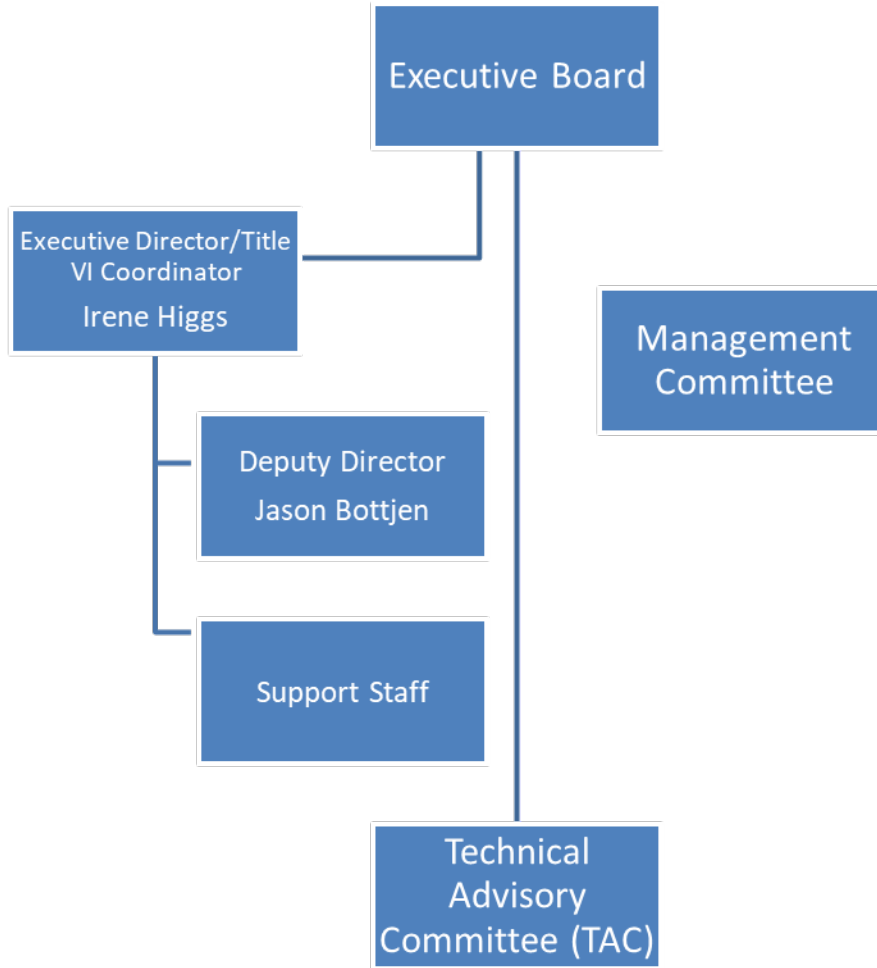 Executive Board
Executive Director/Title
VI Coordinator
Irene Higgs
Management
Committee
Deputy Director
Jason Bottjen
Support Staff
Technical
Advisory
Committee (TAC)